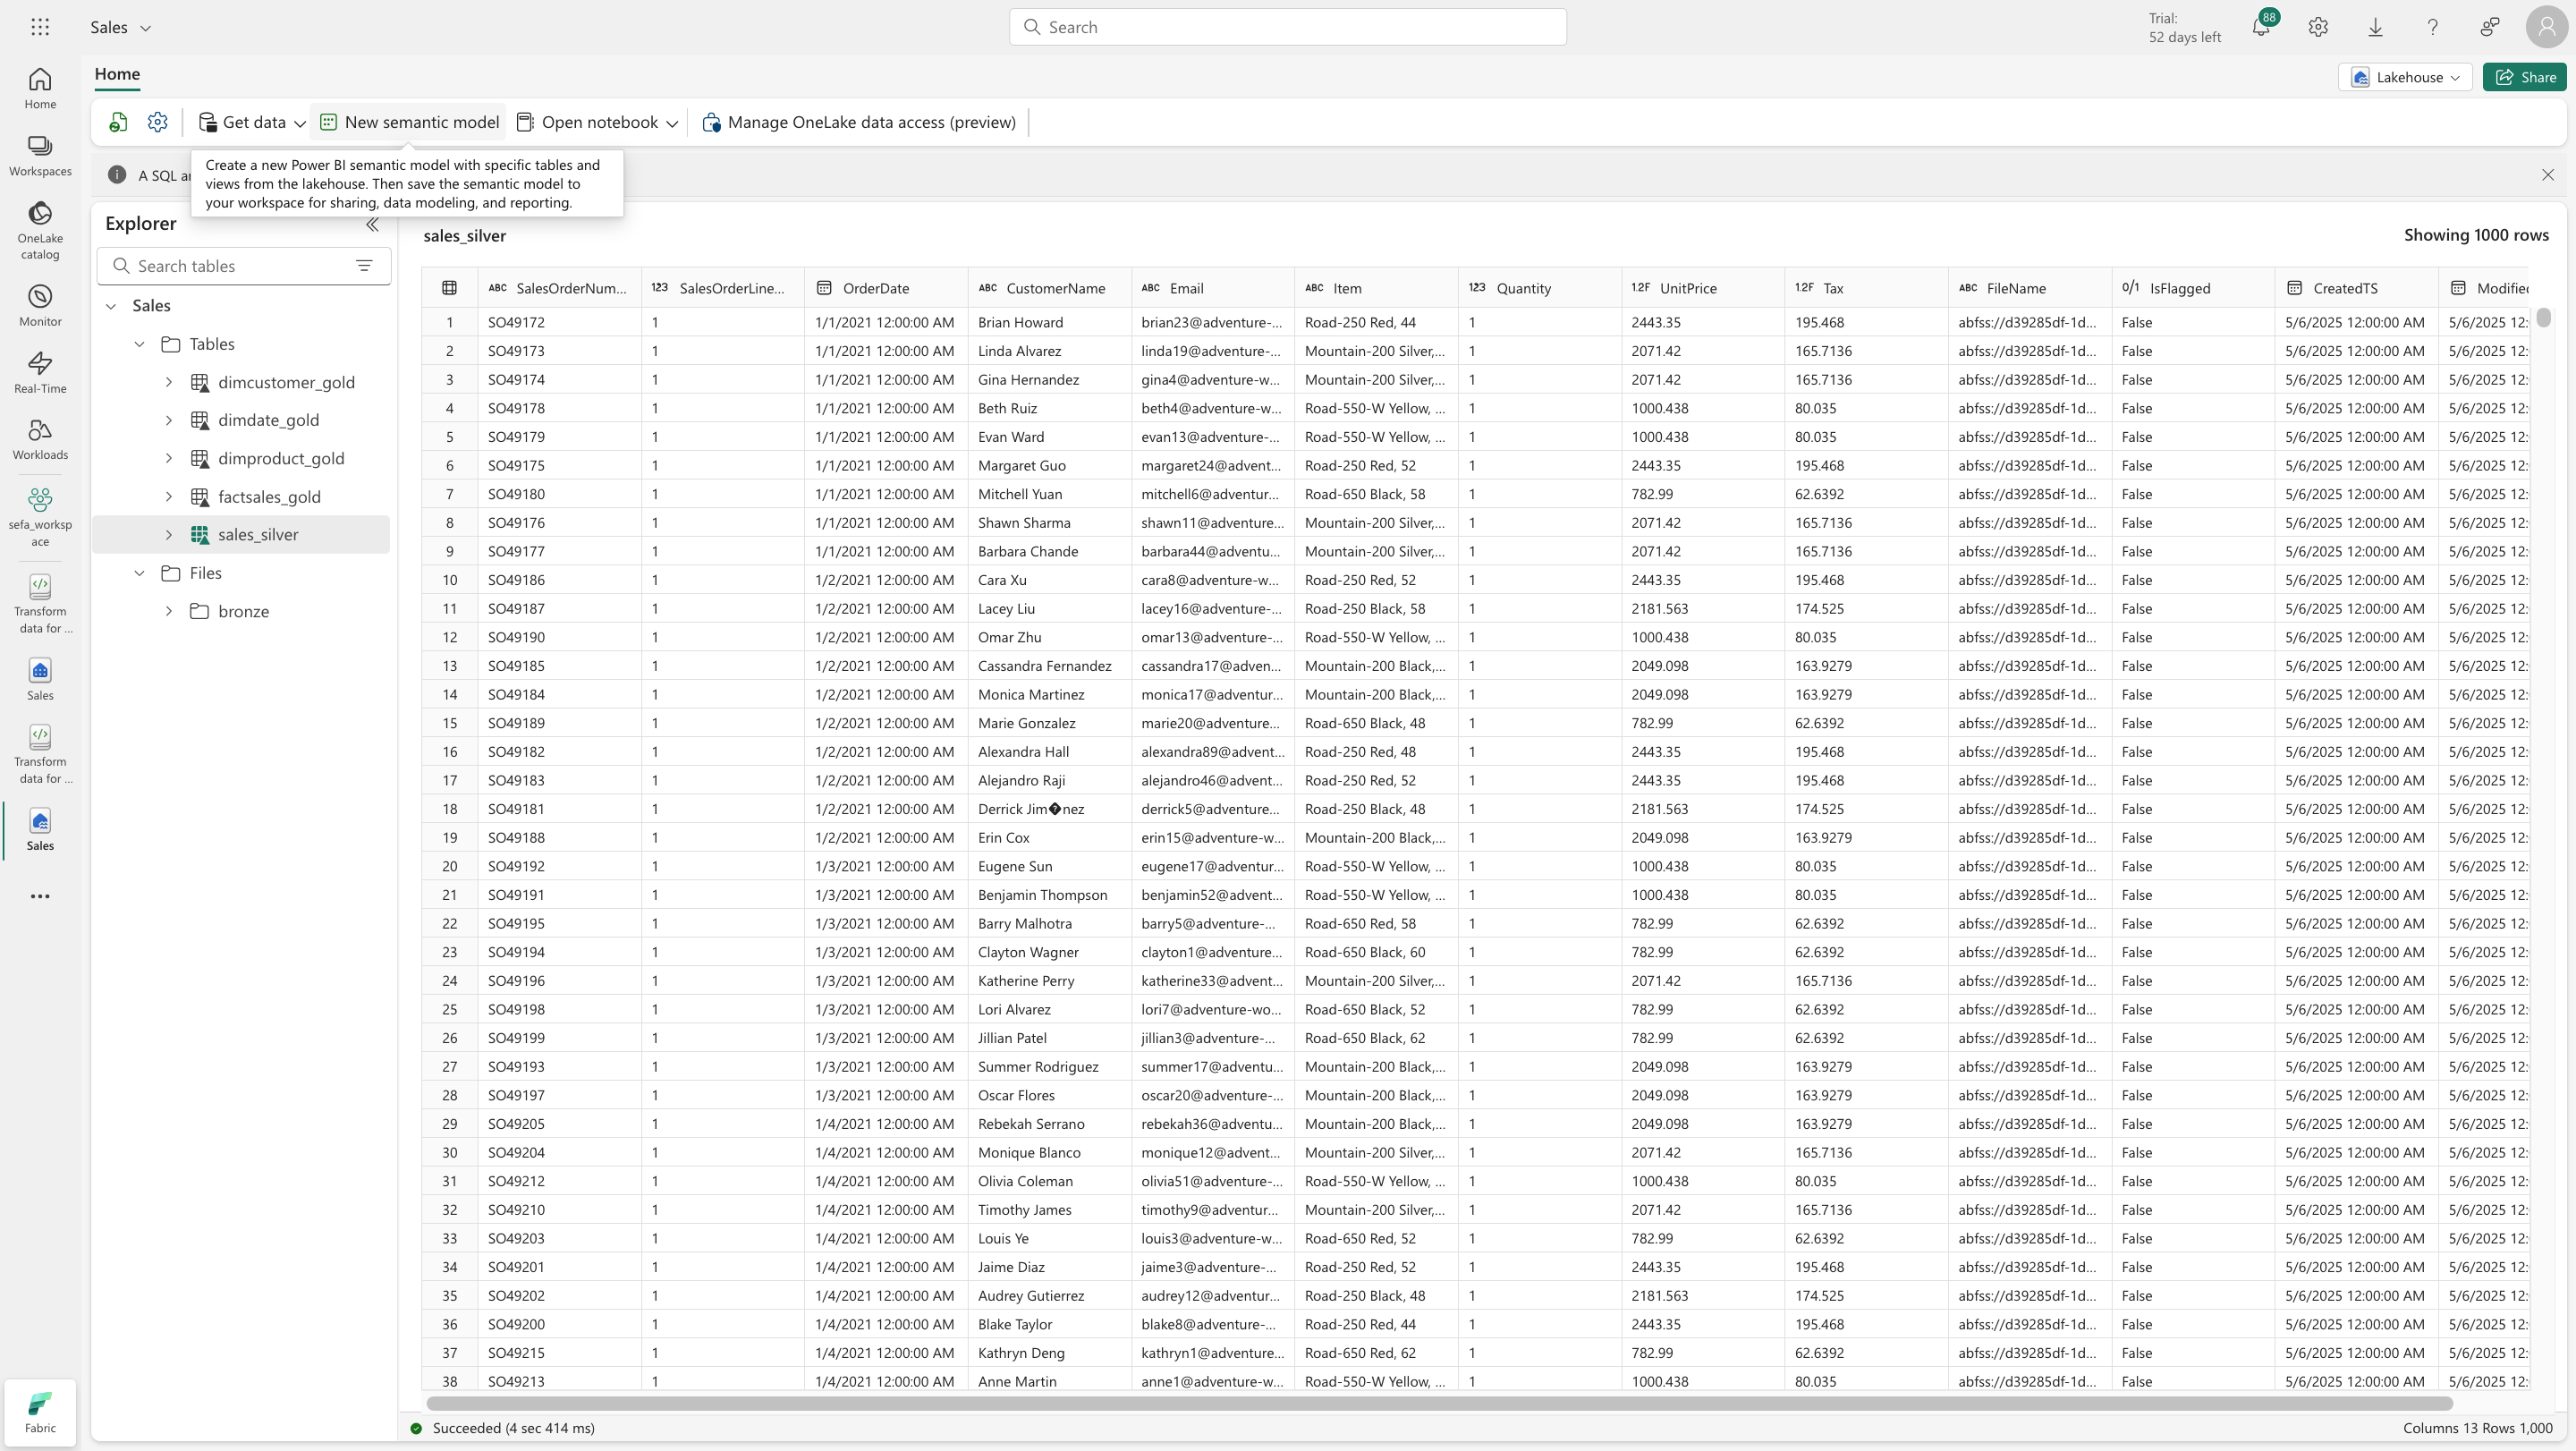 Sales
Search
Trial:
52 days left
88
Home
Lakehouse
Share
Get data
New semantic model
Open notebook
Manage OneLake data access (preview)
A SQL
Create a new Power BI semantic model with specific tables and
views from the lakehouse. Then save the semantic model to
your workspace for sharing, data modeling, and reporting.
Home
Workspaces
OneLake
catalog
Monitor
Real-Time
Workloads
sefa_worksp
ace
Transform
data for ...
Sales
Transform
data for ...
Sales
Fabric
Explorer
Search tables
Sales
Tables
dimcustomer_gold
dimdate_gold
dimproduct_gold
factsales_gold
sales_silver
Files
bronze
sales_silver
Showing 1000 rows
ABC SalesOrderNum... 123 SalesOrderLine... OrderDate ABC CustomerName ABC Email ABC Item 123 Quantity 1.2F UnitPrice 1.2F Tax ABC FileName 0/1 IsFlagged CreatedTS Modified
1 SO49172 1 1/1/2021 12:00:00 AM Brian Howard brian23@adventure-... Road-250 Red, 44 1 2443.35 195.468 abfss://d39285df-1d... False 5/6/2025 12:00:00 AM 5/6/2025 12:
2 SO49173 1 1/1/2021 12:00:00 AM Linda Alvarez linda19@adventure-... Mountain-200 Silver,... 1 2071.42 165.7136 abfss://d39285df-1d... False 5/6/2025 12:00:00 AM 5/6/2025 12:
3 SO49174 1 1/1/2021 12:00:00 AM Gina Hernandez gina4@adventure-w... Mountain-200 Silver,... 1 2071.42 165.7136 abfss://d39285df-1d... False 5/6/2025 12:00:00 AM 5/6/2025 12:
4 SO49178 1 1/1/2021 12:00:00 AM Beth Ruiz beth4@adventure-w... Road-550-W Yellow, ... 1 1000.438 80.035 abfss://d39285df-1d... False 5/6/2025 12:00:00 AM 5/6/2025 12:
5 SO49179 1 1/1/2021 12:00:00 AM Evan Ward evan13@adventure-... Road-550-W Yellow, ... 1 1000.438 80.035 abfss://d39285df-1d... False 5/6/2025 12:00:00 AM 5/6/2025 12:
6 SO49175 1 1/1/2021 12:00:00 AM Margaret Guo margaret24@advent... Road-250 Red, 52 1 2443.35 195.468 abfss://d39285df-1d... False 5/6/2025 12:00:00 AM 5/6/2025 12:
7 SO49180 1 1/1/2021 12:00:00 AM Mitchell Yuan mitchell6@adventur... Road-650 Black, 58 1 782.99 62.6392 abfss://d39285df-1d... False 5/6/2025 12:00:00 AM 5/6/2025 12:
8 SO49176 1 1/1/2021 12:00:00 AM Shawn Sharma shawn11@adventure... Mountain-200 Silver,... 1 2071.42 165.7136 abfss://d39285df-1d... False 5/6/2025 12:00:00 AM 5/6/2025 12:
9 SO49177 1 1/1/2021 12:00:00 AM Barbara Chande barbara44@adventu... Mountain-200 Silver,... 1 2071.42 165.7136 abfss://d39285df-1d... False 5/6/2025 12:00:00 AM 5/6/2025 12:
10 SO49186 1 1/2/2021 12:00:00 AM Cara Xu cara8@adventure-w... Road-250 Red, 52 1 2443.35 195.468 abfss://d39285df-1d... False 5/6/2025 12:00:00 AM 5/6/2025 12:
11 SO49187 1 1/2/2021 12:00:00 AM Lacey Liu lacey16@adventure-... Road-250 Black, 58 1 2181.563 174.525 abfss://d39285df-1d... False 5/6/2025 12:00:00 AM 5/6/2025 12:
12 SO49190 1 1/2/2021 12:00:00 AM Omar Zhu omar13@adventure-... Road-550-W Yellow, ... 1 1000.438 80.035 abfss://d39285df-1d... False 5/6/2025 12:00:00 AM 5/6/2025 12:
13 SO49185 1 1/2/2021 12:00:00 AM Cassandra Fernandez cassandra17@adven... Mountain-200 Black,... 1 2049.098 163.9279 abfss://d39285df-1d... False 5/6/2025 12:00:00 AM 5/6/2025 12:
14 SO49184 1 1/2/2021 12:00:00 AM Monica Martinez monica17@adventur... Mountain-200 Black,... 1 2049.098 163.9279 abfss://d39285df-1d... False 5/6/2025 12:00:00 AM 5/6/2025 12:
15 SO49189 1 1/2/2021 12:00:00 AM Marie Gonzalez marie20@adventure... Road-650 Black, 48 1 782.99 62.6392 abfss://d39285df-1d... False 5/6/2025 12:00:00 AM 5/6/2025 12:
16 SO49182 1 1/2/2021 12:00:00 AM Alexandra Hall alexandra89@advent... Road-250 Red, 48 1 2443.35 195.468 abfss://d39285df-1d... False 5/6/2025 12:00:00 AM 5/6/2025 12:
17 SO49183 1 1/2/2021 12:00:00 AM Alejandro Raji alejandro46@advent... Road-250 Red, 52 1 2443.35 195.468 abfss://d39285df-1d... False 5/6/2025 12:00:00 AM 5/6/2025 12:
18 SO49181 1 1/2/2021 12:00:00 AM Derrick Jim�nez derrick5@adventure... Road-250 Black, 48 1 2181.563 174.525 abfss://d39285df-1d... False 5/6/2025 12:00:00 AM 5/6/2025 12:
19 SO49188 1 1/2/2021 12:00:00 AM Erin Cox erin15@adventure-w... Mountain-200 Black,... 1 2049.098 163.9279 abfss://d39285df-1d... False 5/6/2025 12:00:00 AM 5/6/2025 12:
20 SO49192 1 1/3/2021 12:00:00 AM Eugene Sun eugene17@adventur... Road-550-W Yellow, ... 1 1000.438 80.035 abfss://d39285df-1d... False 5/6/2025 12:00:00 AM 5/6/2025 12:
21 SO49191 1 1/3/2021 12:00:00 AM Benjamin Thompson benjamin52@advent... Road-550-W Yellow, ... 1 1000.438 80.035 abfss://d39285df-1d... False 5/6/2025 12:00:00 AM 5/6/2025 12:
22 SO49195 1 1/3/2021 12:00:00 AM Barry Malhotra barry5@adventure-... Road-650 Red, 58 1 782.99 62.6392 abfss://d39285df-1d... False 5/6/2025 12:00:00 AM 5/6/2025 12:
23 SO49194 1 1/3/2021 12:00:00 AM Clayton Wagner clayton1@adventure... Road-650 Black, 60 1 782.99 62.6392 abfss://d39285df-1d... False 5/6/2025 12:00:00 AM 5/6/2025 12:
24 SO49196 1 1/3/2021 12:00:00 AM Katherine Perry katherine33@advent... Mountain-200 Silver,... 1 2071.42 165.7136 abfss://d39285df-1d... False 5/6/2025 12:00:00 AM 5/6/2025 12:
25 SO49198 1 1/3/2021 12:00:00 AM Lori Alvarez lori7@adventure-wo... Road-650 Black, 52 1 782.99 62.6392 abfss://d39285df-1d... False 5/6/2025 12:00:00 AM 5/6/2025 12:
26 SO49199 1 1/3/2021 12:00:00 AM Jillian Patel jillian3@adventure-... Road-650 Black, 62 1 782.99 62.6392 abfss://d39285df-1d... False 5/6/2025 12:00:00 AM 5/6/2025 12:
27 SO49193 1 1/3/2021 12:00:00 AM Summer Rodriguez summer17@adventu... Mountain-200 Black,... 1 2049.098 163.9279 abfss://d39285df-1d... False 5/6/2025 12:00:00 AM 5/6/2025 12:
28 SO49197 1 1/3/2021 12:00:00 AM Oscar Flores oscar20@adventure-... Mountain-200 Black,... 1 2049.098 163.9279 abfss://d39285df-1d... False 5/6/2025 12:00:00 AM 5/6/2025 12:
29 SO49205 1 1/4/2021 12:00:00 AM Rebekah Serrano rebekah36@adventu... Mountain-200 Black,... 1 2049.098 163.9279 abfss://d39285df-1d... False 5/6/2025 12:00:00 AM 5/6/2025 12:
30 SO49204 1 1/4/2021 12:00:00 AM Monique Blanco monique12@advent... Mountain-200 Silver,... 1 2071.42 165.7136 abfss://d39285df-1d... False 5/6/2025 12:00:00 AM 5/6/2025 12:
31 SO49212 1 1/4/2021 12:00:00 AM Olivia Coleman olivia51@adventure-... Road-550-W Yellow, ... 1 1000.438 80.035 abfss://d39285df-1d... False 5/6/2025 12:00:00 AM 5/6/2025 12:
32 SO49210 1 1/4/2021 12:00:00 AM Timothy James timothy9@adventur... Mountain-200 Silver,... 1 2071.42 165.7136 abfss://d39285df-1d... False 5/6/2025 12:00:00 AM 5/6/2025 12:
33 SO49203 1 1/4/2021 12:00:00 AM Louis Ye louis3@adventure-w... Road-650 Red, 52 1 782.99 62.6392 abfss://d39285df-1d... False 5/6/2025 12:00:00 AM 5/6/2025 12:
34 SO49201 1 1/4/2021 12:00:00 AM Jaime Diaz jaime3@adventure-... Road-250 Red, 52 1 2443.35 195.468 abfss://d39285df-1d... False 5/6/2025 12:00:00 AM 5/6/2025 12:
35 SO49202 1 1/4/2021 12:00:00 AM Audrey Gutierrez audrey12@adventur... Road-250 Black, 48 1 2181.563 174.525 abfss://d39285df-1d... False 5/6/2025 12:00:00 AM 5/6/2025 12:
36 SO49200 1 1/4/2021 12:00:00 AM Blake Taylor blake8@adventure-... Road-250 Red, 44 1 2443.35 195.468 abfss://d39285df-1d... False 5/6/2025 12:00:00 AM 5/6/2025 12:
37 SO49215 1 1/4/2021 12:00:00 AM Kathryn Deng kathryn1@adventure... Road-650 Red, 62 1 782.99 62.6392 abfss://d39285df-1d... False 5/6/2025 12:00:00 AM 5/6/2025 12:
38 SO49213 1 1/4/2021 12:00:00 AM Anne Martin anne1@adventure-w... Road-550-W Yellow, ... 1 1000.438 80.035 abfss://d39285df-1d... False 5/6/2025 12:00:00 AM 5/6/2025 12:
Succeeded (4 sec 414 ms)
Columns 13 Rows 1,000